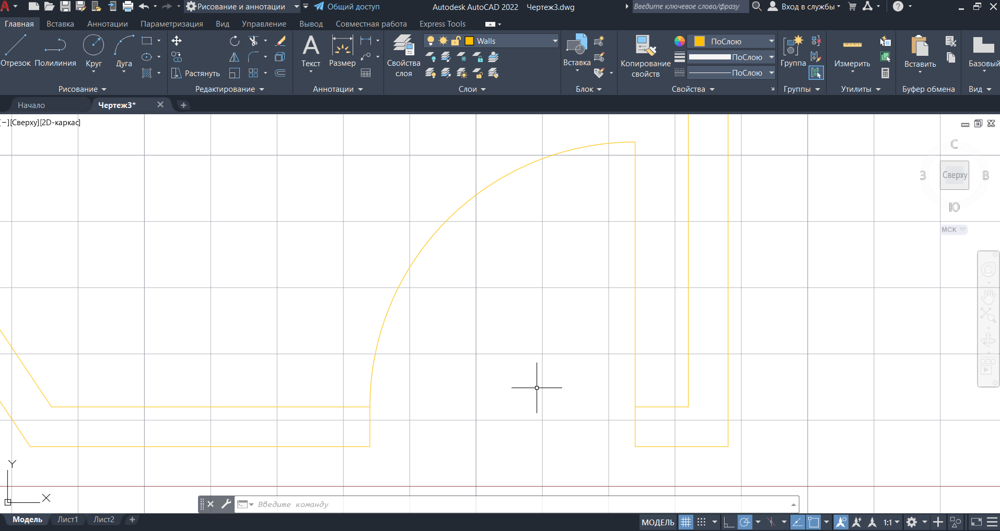 Рисование и аннотации
Общий доступ
Autodesk AutoCAD 2022 Чертеж3.dwg
Введите ключевое слово/фразу
Вход в службы
Главная Вставка Аннотации Параметризация Вид Управление Вывод Совместная работа Express Tools
Отрезок Полилиния Круг Дуга
Растянуть
Текст Размер
Свойства слоя
Walls
Вставка
Копирование свойств
ПоСлою
ПоСлою
ПоСлою
Группа
Измерить
Вставить
Базовый
Рисование Редактирование Аннотации Слои Блок Свойства Группы Утилиты Буфер обмена Вид
Начало Чертеж3*
[−][Сверху][2D-каркас]
С
З Сверху В
Ю
МСК
Y
X
Введите команду
Модель Лист1 Лист2
МОДЕЛЬ 1:1